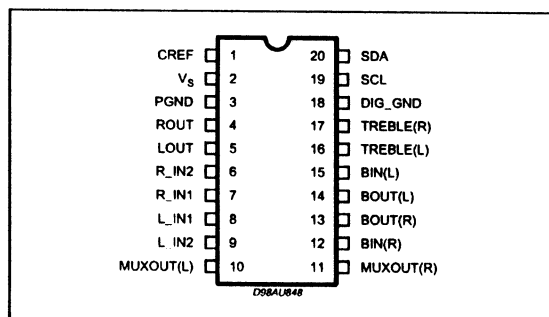 CREF 1 20 SDA
VS 2 19 SCL
PGND 3 18 DIG_GND
ROUT 4 17 TREBLE(R)
LOUT 5 16 TREBLE(L)
R_IN2 6 15 BIN(L)
R_IN1 7 14 BOUT(L)
L_IN1 8 13 BOUT(R)
L_IN2 9 12 BIN(R)
MUXOUT(L) 10 11 MUXOUT(R)
D98AU848